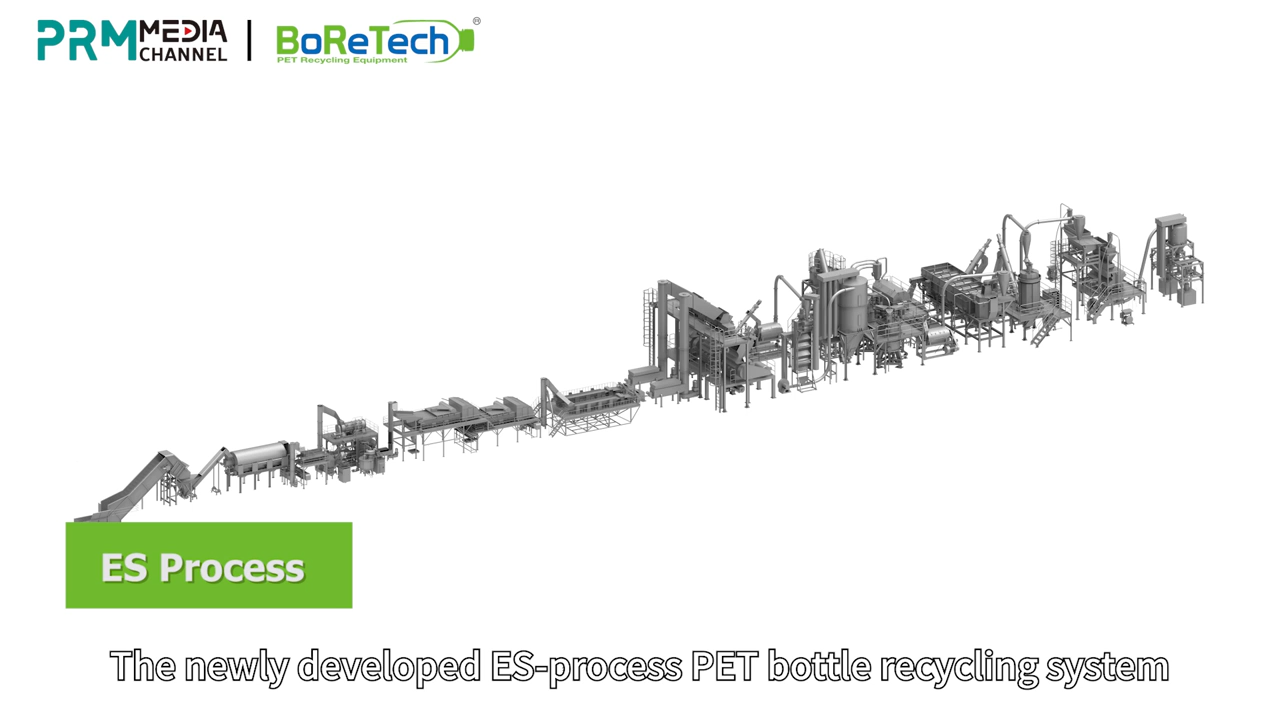 PRM MEDIA CHANNEL
BoReTech ®
PET Recycling Equipment
ES Process
The newly developed ES-process PET bottle recycling system